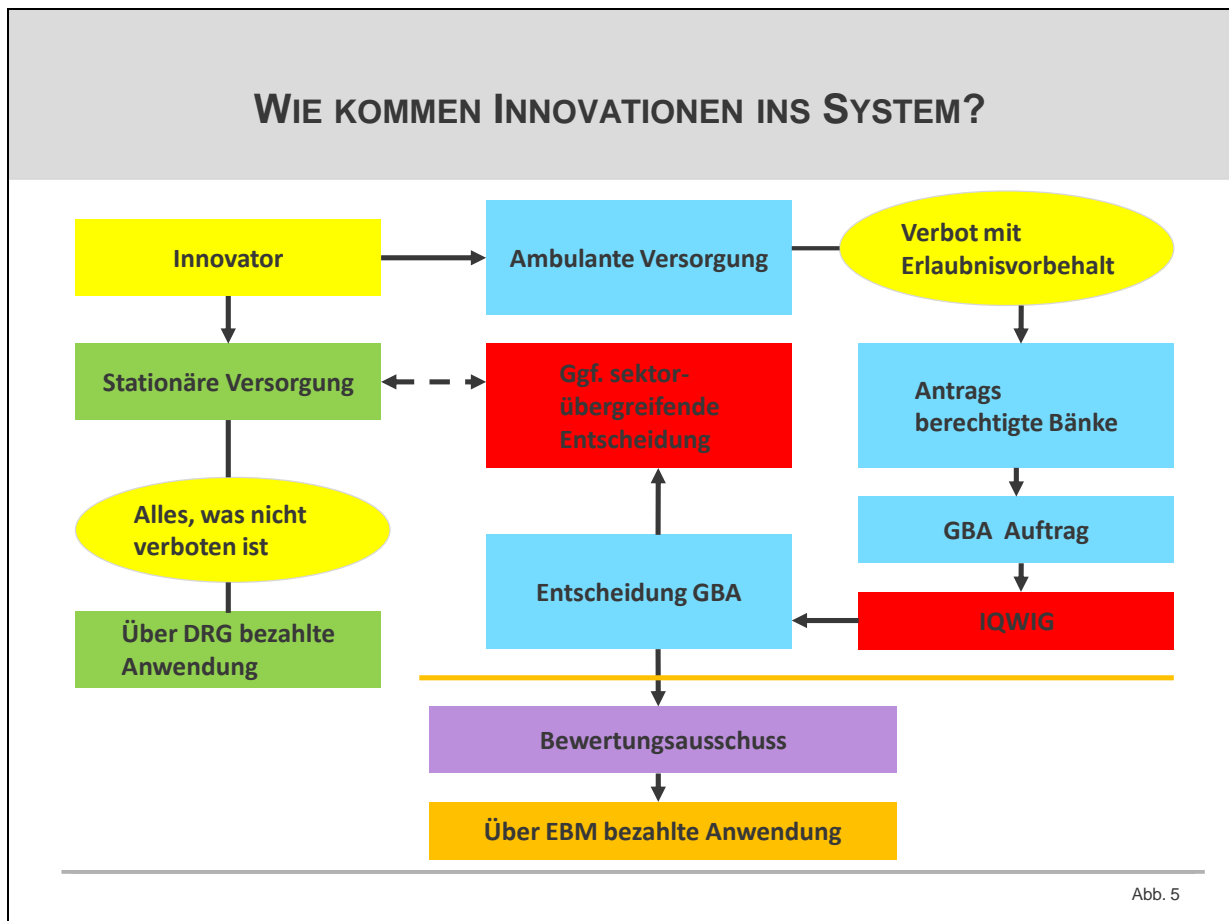 WIE KOMMEN INNOVATIONEN INS SYSTEM?
Innovator
Ambulante Versorgung
Verbot mit
Erlaubnisvorbehalt
Stationäre Versorgung
Ggf. sektor-
übergreifende
Entscheidung
Antrags
berechtigte Bänke
Alles, was nicht
verboten ist
GBA Auftrag
Entscheidung GBA
Über DRG bezahlte
Anwendung
IQWIG
Bewertungsausschuss
Über EBM bezahlte Anwendung
Abb. 5